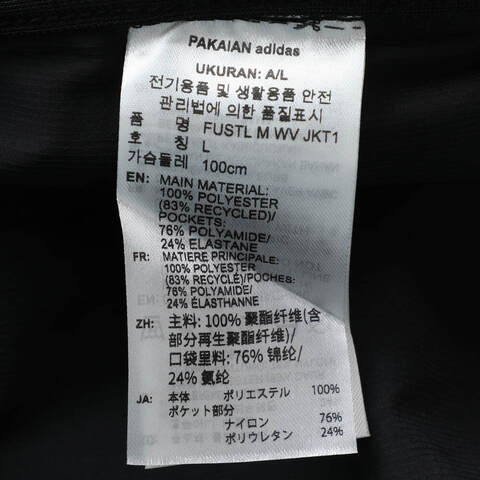 PAKAIAN adidas
UKURAN: A/L
전기용품 및 생활용품 안전
관리법에 의한 품질표시
품 명 FUSTL M WV JKT1
호 칭 L
가슴둘레 100cm
EN: MAIN MATERIAL:
100% POLYESTER
(83% RECYCLED)/
POCKETS:
76% POLYAMIDE/
24% ELASTANE
FR: MATIERE PRINCIPALE:
100% POLYESTER
(83% RECYCLÉ)/POCHES:
76% POLYAMIDE/
24% ÉLASTHANNE
ZH: 主料: 100% 聚酯纤维(含
部分再生聚酯纤维)/
口袋里料: 76% 锦纶/
24% 氨纶
JA: 本体 ポリエステル 100%
ポケット部分
ナイロン 76%
ポリウレタン 24%